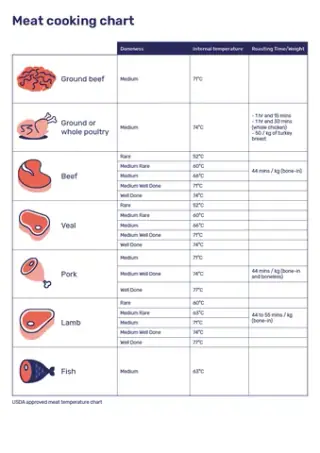 Meat cooking chart
Doneness Internal temperature Roasting Time/Weight
Ground beef Medium 71°C
Ground or
whole poultry
Medium 74°C
- 1 hr and 15 mins
- 1 hr and 30 mins
(whole chicken)
- 50 / kg of turkey
breast)
Beef
Rare 52°C
Medium Rare 60°C
Medium 66°C
Medium Well Done 71°C
Well Done 74°C
44 mins / kg (bone-in)
Veal
Rare 52°C
Medium Rare 60°C
Medium 66°C
Medium Well Done 71°C
Well Done 74°C
Pork
Medium 71°C
Medium Well Done 74°C
Well Done 77°C
44 mins / kg (bone-in
and boneless)
Lamb
Rare 60°C
Medium Rare 63°C
Medium 71°C
Medium Well Done 74°C
Well Done 77°C
44 to 55 mins / kg
(bone-in)
Fish Medium 63°C
USDA approved meat temperature chart